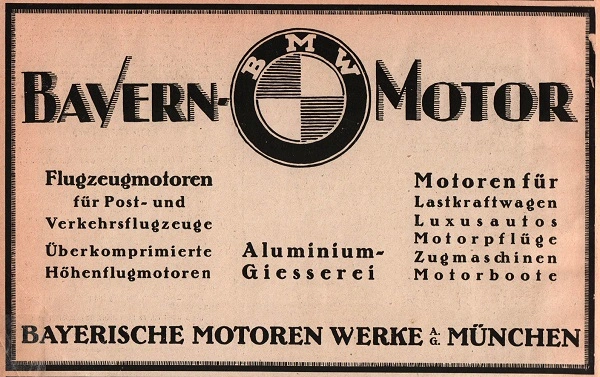 BAYERN-MOTOR
BMW
Flugzeugmotoren
für Post- und
Verkehrsflugzeuge
Überkomprimierte
Höhenflugmotoren
Aluminium-
Giesserei
Motoren für
Lastkraftwagen
Luxusautos
Motorpflüge
Zugmaschinen
Motorboote
BAYERISCHE MOTOREN WERKE A.G. MÜNCHEN